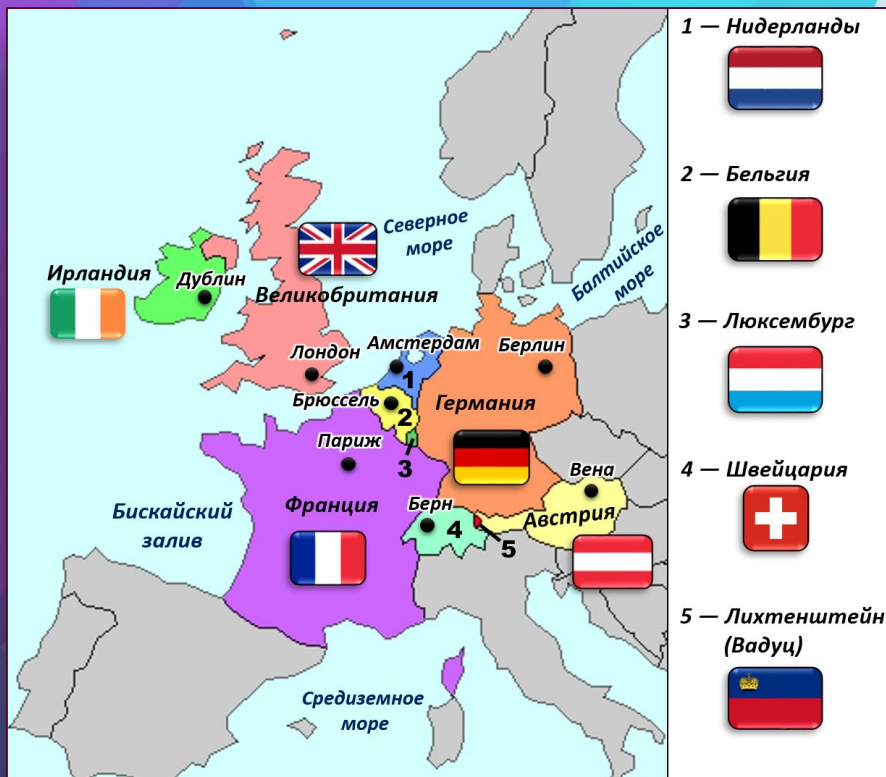 1 — Нидерланды
2 — Бельгия
3 — Люксембург
4 — Швейцария
5 — Лихтенштейн
(Вадуц)
Северное
море
Балтийское
море
Ирландия
Дублин
Великобритания
Лондон
Амстердам
Берлин
1
Брюссель
2
Германия
Париж
3
Вена
Франция
Берн
4
Австрия
5
Бискайский
залив
Средиземное
море